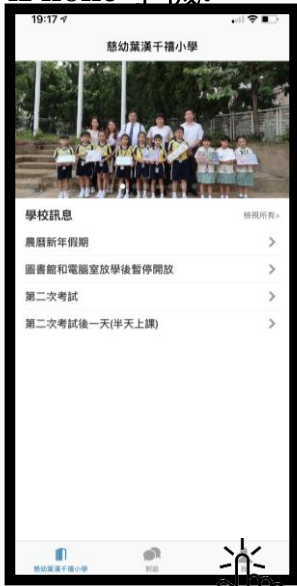 19:17
慈幼葉漢千禧小學
學校訊息
檢視所有>
農曆新年假期
圖書館和電腦室放學後暫停開放
第二次考試
第二次考試後一天(半天上課)
慈幼葉漢千禧小學
對話